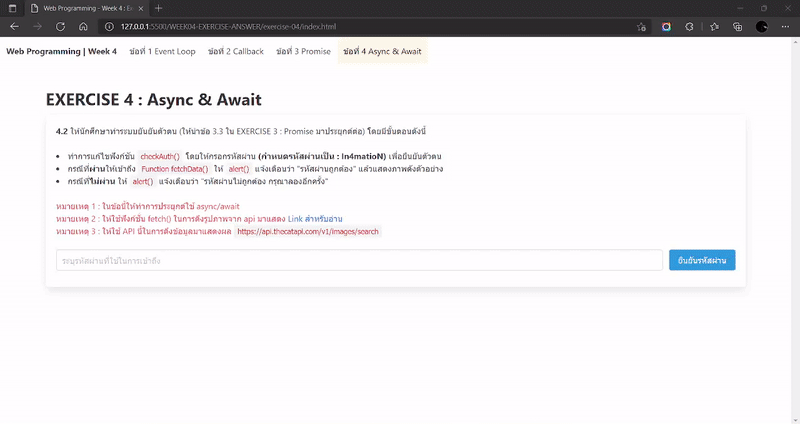 Web Programming - Week 4 : Ex
127.0.0.1:5500/WEEK04-EXERCISE-ANSWER/exercise-04/index.html
Web Programming | Week 4 ข้อที่ 1 Event Loop ข้อที่ 2 Callback ข้อที่ 3 Promise ข้อที่ 4 Async & Await
EXERCISE 4 : Async & Await
4.2 ให้นักศึกษาทำระบบยืนยันตัวตน (ให้นำข้อ 3.3 ใน EXERCISE 3 : Promise มาประยุกต์ต่อ) โดยมีขั้นตอนดังนี้
• ทำการแก้ไขฟังก์ชั่น checkAuth() โดยให้กรอกรหัสผ่าน (กำหนดรหัสผ่านเป็น : In4matioN) เพื่อยืนยันตัวตน
• กรณีที่ผ่านให้เข้าถึง Function fetchData() ให้ alert() แจ้งเตือนว่า "รหัสผ่านถูกต้อง" แล้วแสดงภาพดังตัวอย่าง
• กรณีที่ไม่ผ่าน ให้ alert() แจ้งเตือนว่า "รหัสผ่านไม่ถูกต้อง กรุณาลองอีกครั้ง"
หมายเหตุ 1 : ในข้อนี้ให้ทำการประยุกต์ใช้ async/await
หมายเหตุ 2 : ให้ใช้ฟังก์ชั่น fetch() ในการดึงรูปภาพจาก api มาแสดง Link สำหรับอ่าน
หมายเหตุ 3 : ให้ใช้ API นี้ในการดึงข้อมูลมาแสดงผล https://api.thecatapi.com/v1/images/search
ระบุรหัสผ่านที่ใช้ในการเข้าถึง ยืนยันรหัสผ่าน